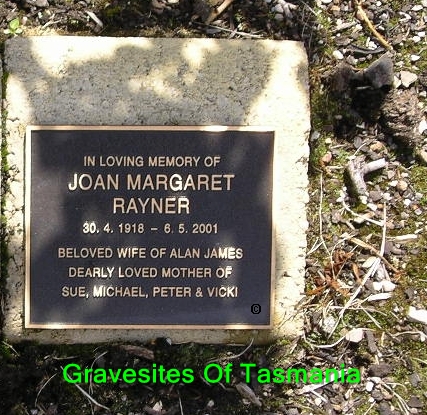 IN LOVING MEMORY OF
JOAN MARGARET
RAYNER
30. 4. 1918 – 6. 5. 2001
BELOVED WIFE OF ALAN JAMES
DEARLY LOVED MOTHER OF
SUE, MICHAEL, PETER & VICKI
©
Gravesites Of Tasmania